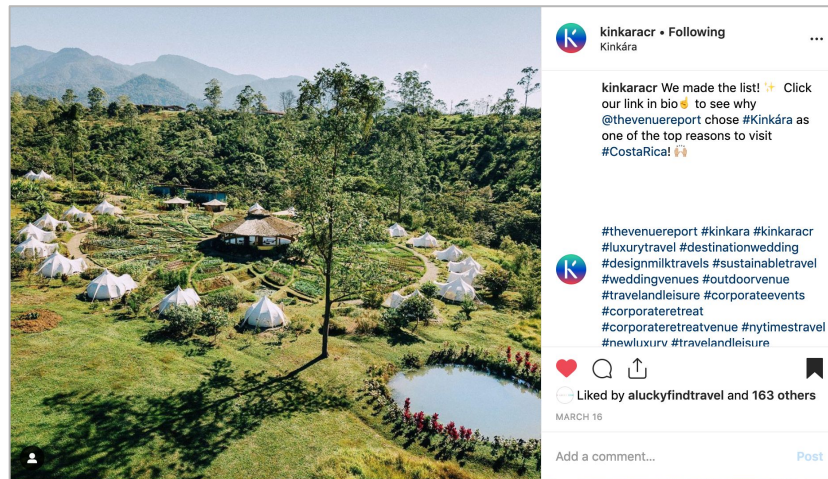 kinkaracr • Following
Kinkára
kinkaracr We made the list! ✨ Click
our link in bio☝ to see why
@thevenuereport chose #Kinkára as
one of the top reasons to visit
#CostaRica! 🙌🏼
#thevenuereport #kinkara #kinkaracr
#luxurytravel #destinationwedding
#designmilktravels #sustainabletravel
#weddingvenues #outdoorvenue
#travelandleisure #corporateevents
#corporateretreat
#corporateretreatvenue #nytimestravel
#newluxury #travelandleisure
Liked by aluckyfindtravel and 163 others
MARCH 16
Add a comment...
Post